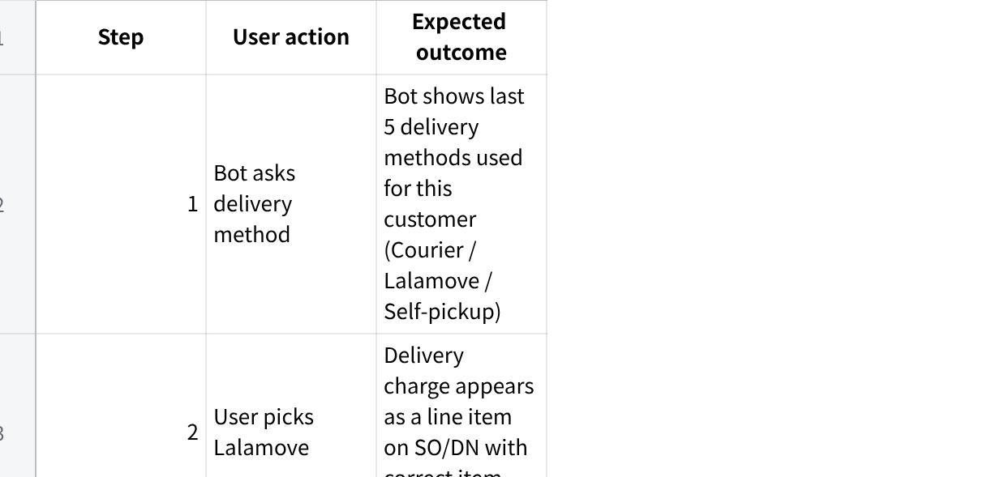 1
Step
User action
Expected
outcome
2
1
Bot asks
delivery
method
Bot shows last
5 delivery
methods used
for this
customer
(Courier /
Lalamove /
Self-pickup)
3
2
User picks
Lalamove
Delivery
charge appears
as a line item
on SO/DN with
correct item